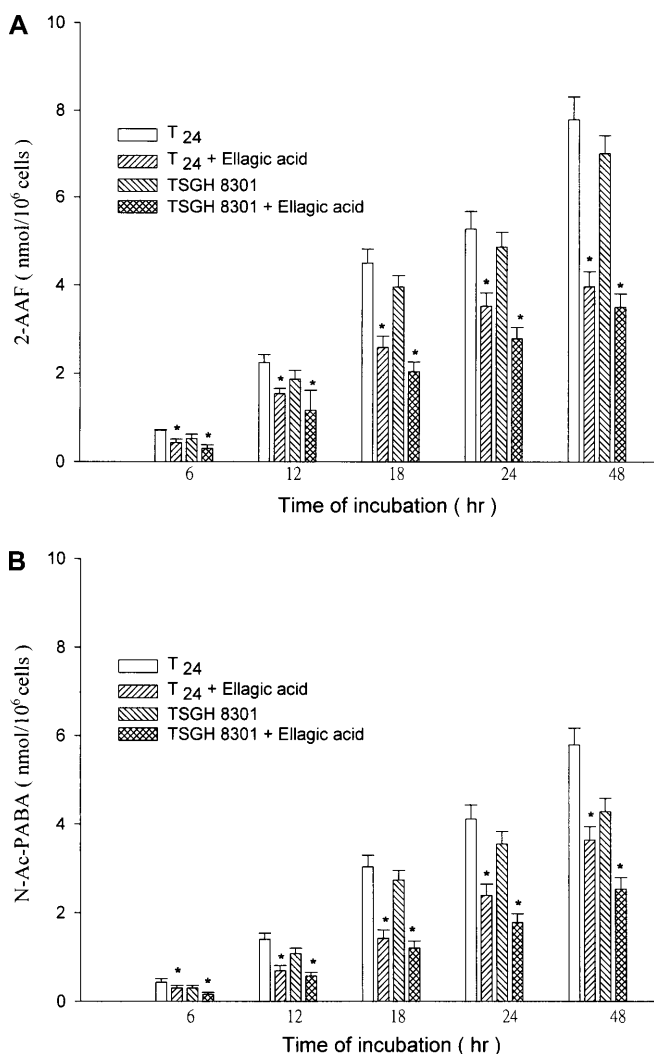 A
10
8
6
4
2
0
2-AAF ( nmol/10⁶ cells)
T 24
T 24 + Ellagic acid
TSGH 8301
TSGH 8301 + Ellagic acid
* * * * * * * * * *
6 12 18 24 48
Time of incubation ( hr )
B
10
8
6
4
2
0
N-Ac-PABA ( nmol/10⁶ cells)
T 24
T 24 + Ellagic acid
TSGH 8301
TSGH 8301 + Ellagic acid
* * * * * * * * * *
6 12 18 24 48
Time of incubation ( hr )